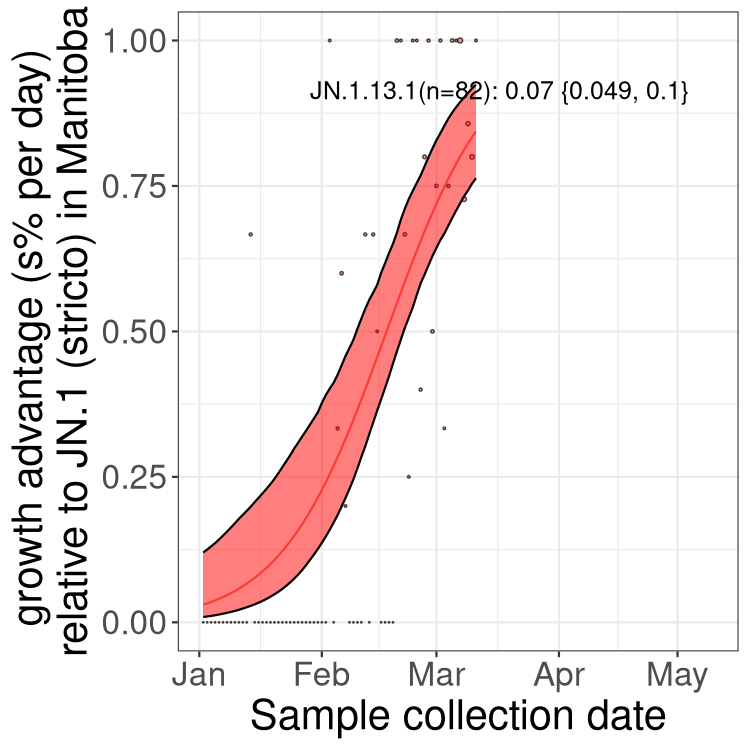 growth advantage (s% per day)
relative to JN.1 (stricto) in Manitoba
1.00
0.75
0.50
0.25
0.00
JN.1.13.1(n=82): 0.07 {0.049, 0.1}
Jan Feb Mar Apr May
Sample collection date